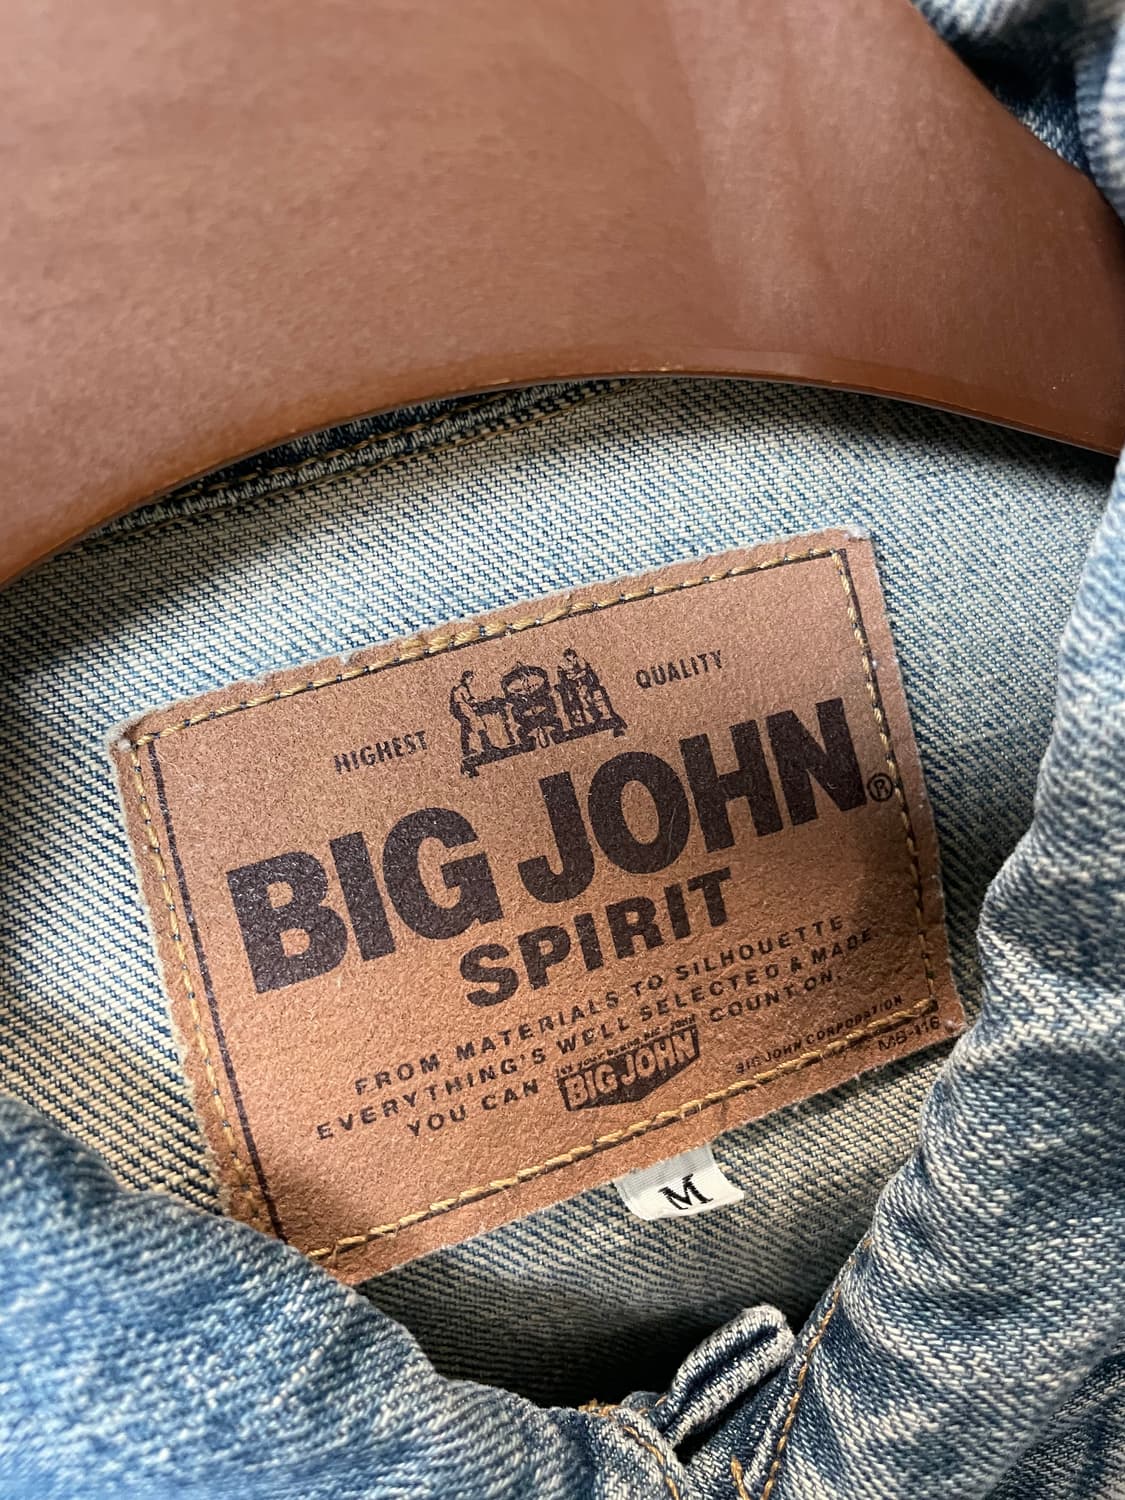 HIGHEST QUALITY
BIG JOHN®
SPIRIT
FROM MATERIALS TO SILHOUETTE
EVERYTHING'S WELL SELECTED & MADE
YOU CAN BIG JOHN COUNT ON.
BIG JOHN CORPORATION
M